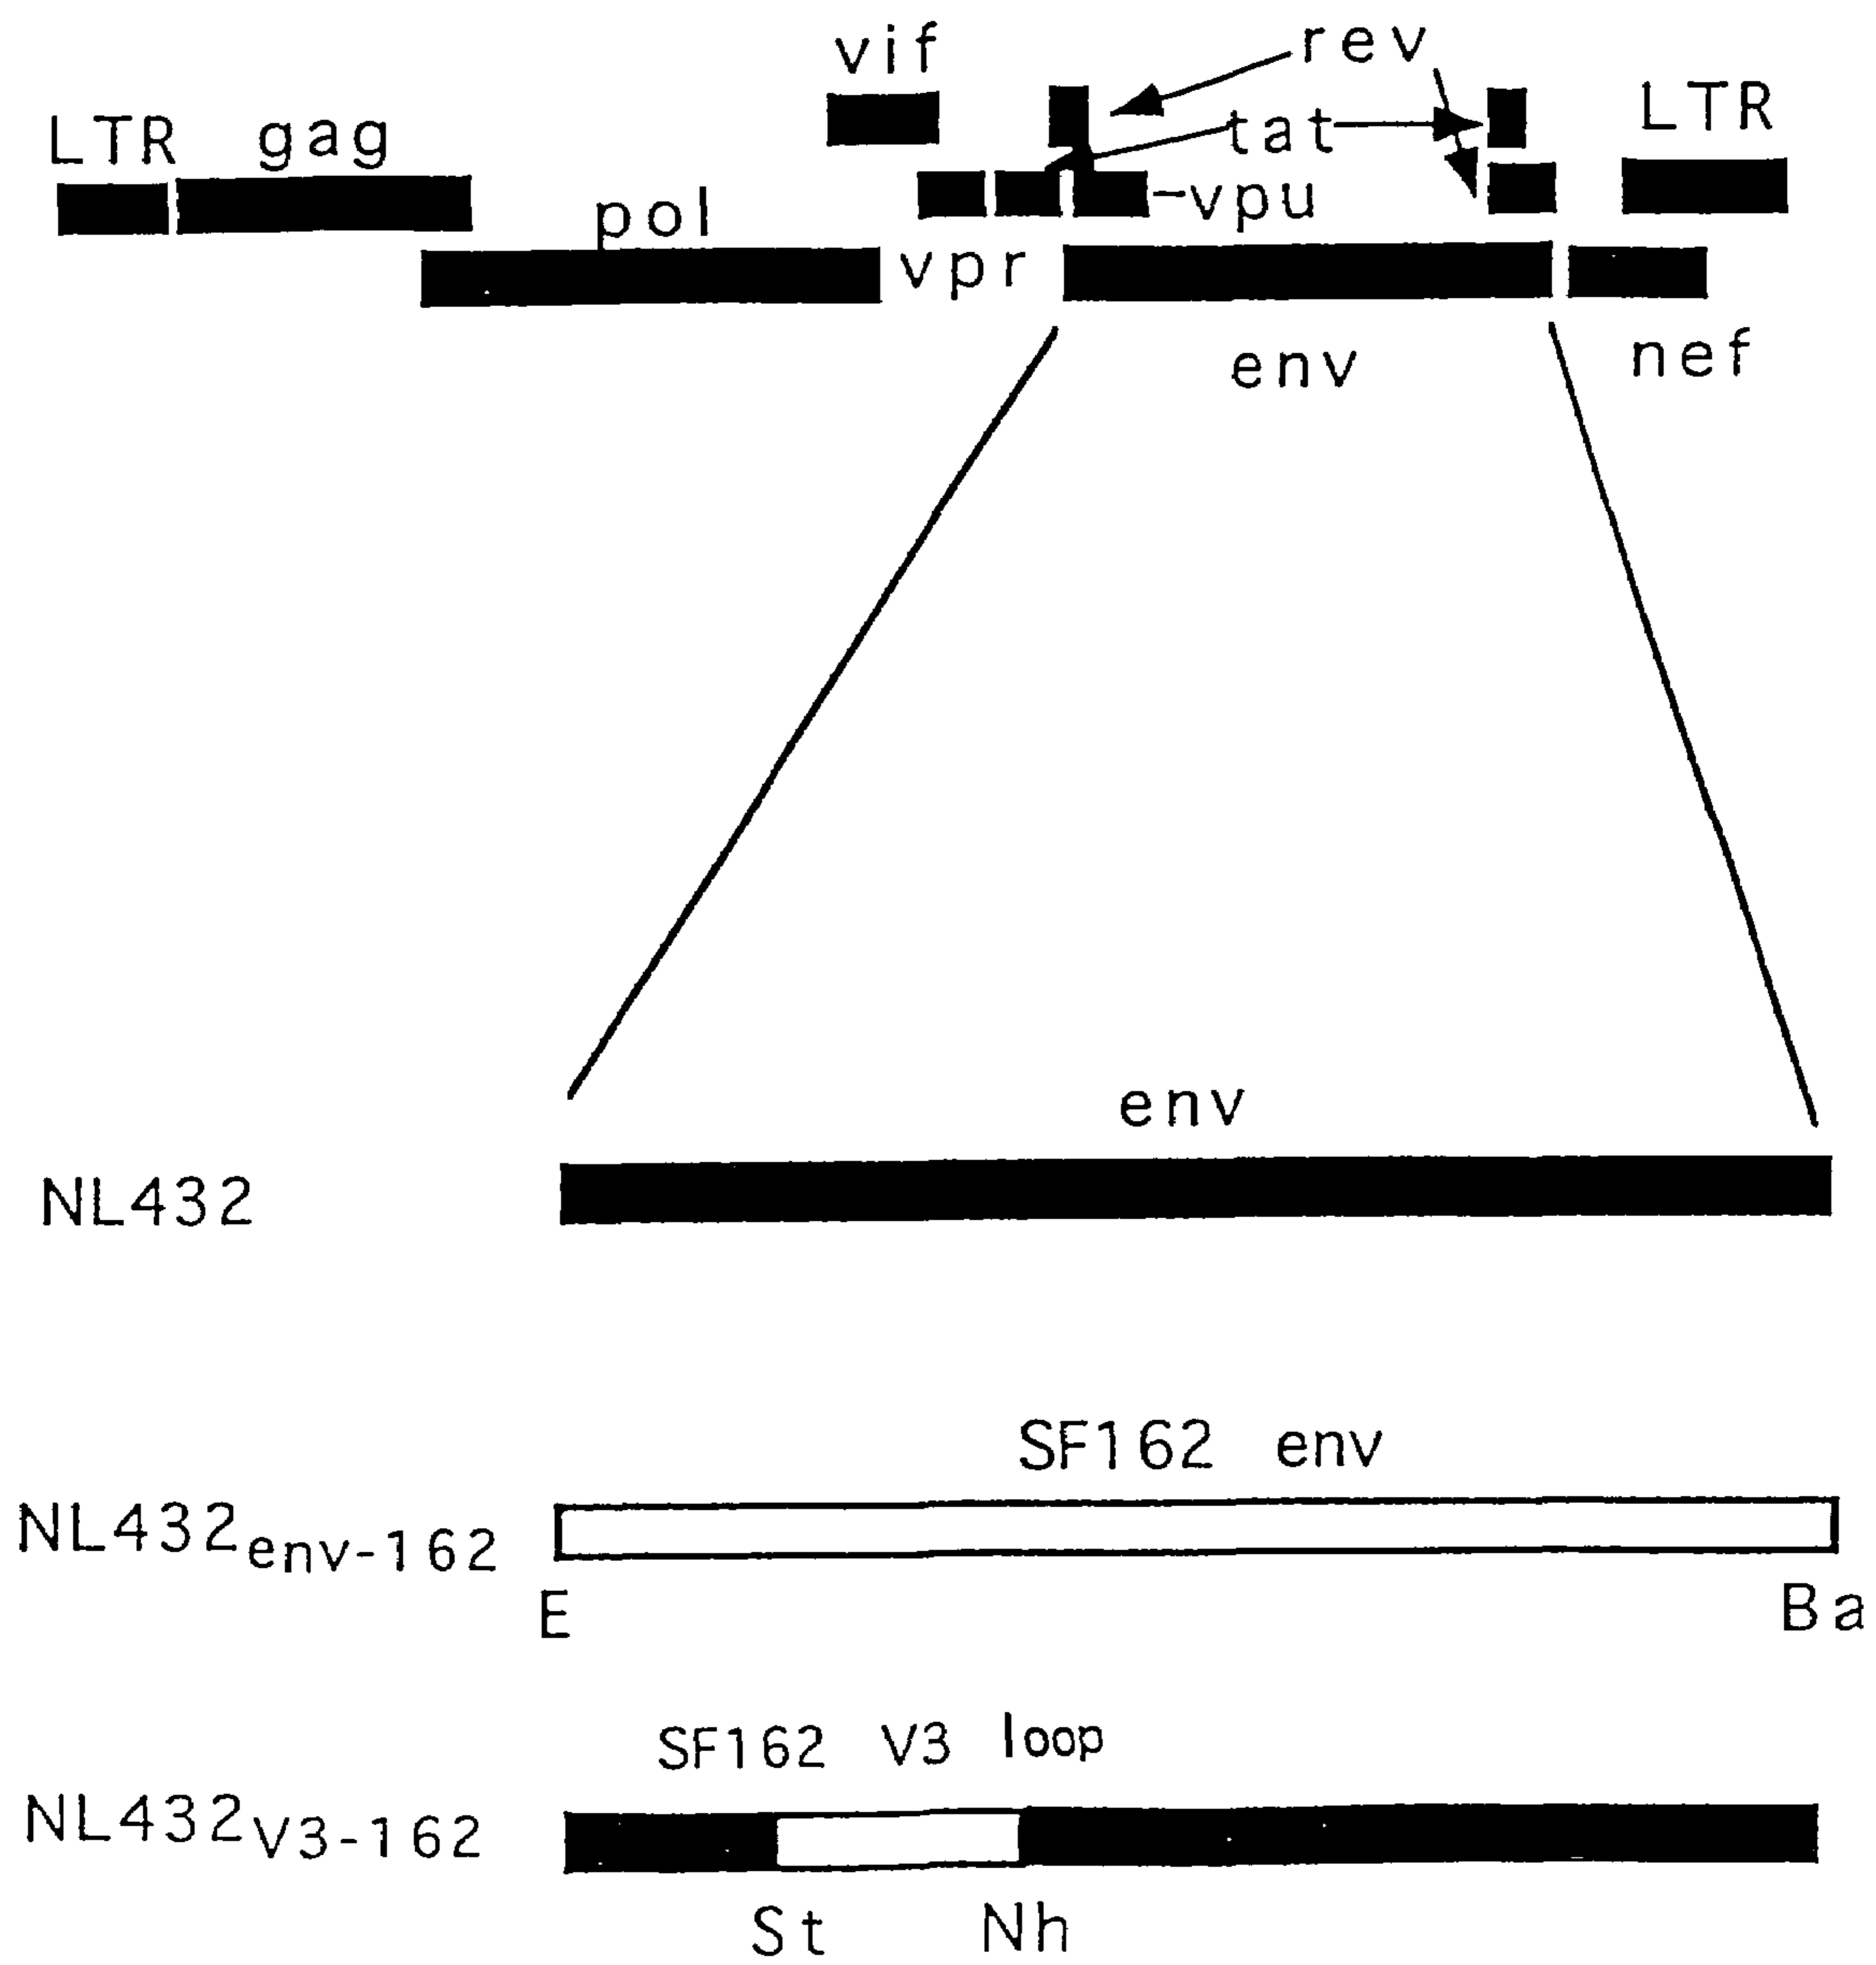 vif
rev
LTR
gag
tat
LTR
pol
-vpu
vpr
env
nef
env
NL432
SF162 env
NL432env-162
E
Ba
SF162 V3 loop
NL432V3-162
St
Nh